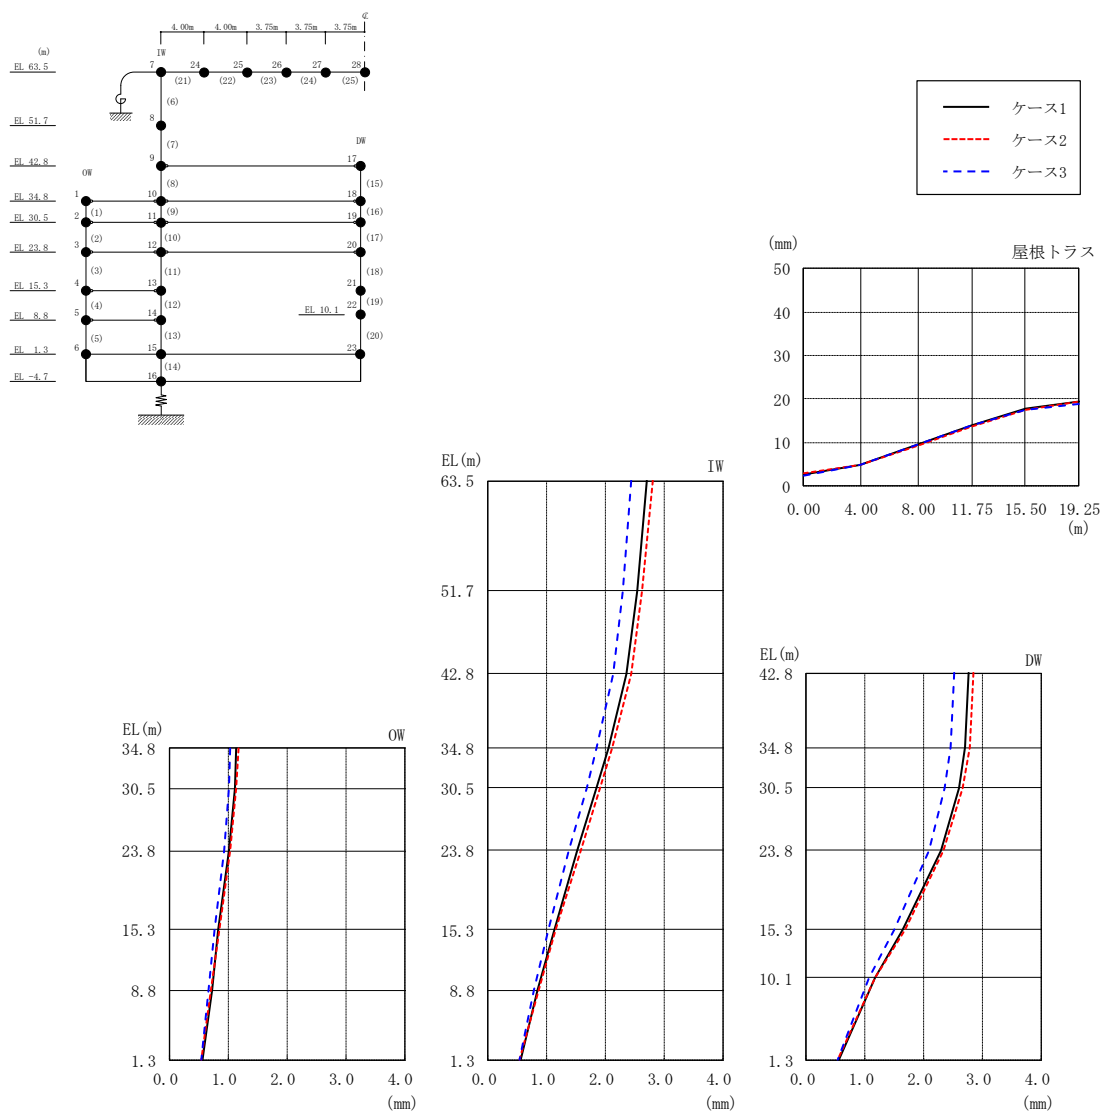 ℄
4.00m 4.00m 3.75m 3.75m 3.75m
(m) IW
EL 63.5 7 24 25 26 27 28
(21) (22) (23) (24) (25)
(6)
EL 51.7 8
(7) DW
EL 42.8 9 17
OW (8) (15)
EL 34.8 1 10 18
(1) (9) (16)
EL 30.5 2 11 19
(2) (10) (17)
EL 23.8 3 12 20
(3) (11) (18)
EL 15.3 4 13 21
(4) (12) (19)
EL 8.8 5 14 EL 10.1 22
(5) (13) (20)
EL 1.3 6 15 23
(14)
EL -4.7 16
ケース1
ケース2
ケース3
(mm) 屋根トラス
50
40
30
20
10
0
0.00 4.00 8.00 11.75 15.50 19.25
(m)
EL(m) IW
63.5
51.7
42.8
34.8
30.5
23.8
15.3
8.8
1.3
0.0 1.0 2.0 3.0 4.0
(mm)
EL(m) OW
34.8
30.5
23.8
15.3
8.8
1.3
0.0 1.0 2.0 3.0 4.0
(mm)
EL(m) DW
42.8
34.8
30.5
23.8
15.3
10.1
1.3
0.0 1.0 2.0 3.0 4.0
(mm)